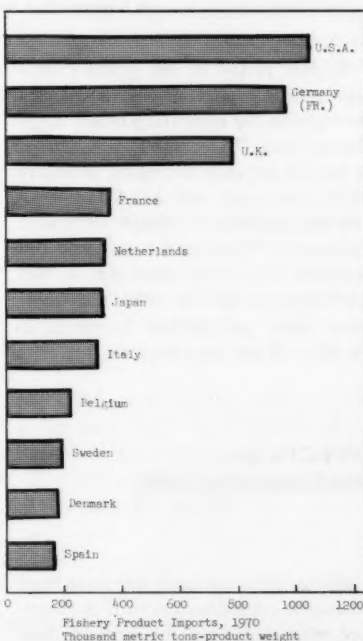 U.S.A.
Germany
(FR.)
U.K.
France
Netherlands
Japan
Italy
Belgium
Sweden
Denmark
Spain
0 200 400 600 800 1000 1200
Fishery Product Imports, 1970
Thousand metric tons-product weight